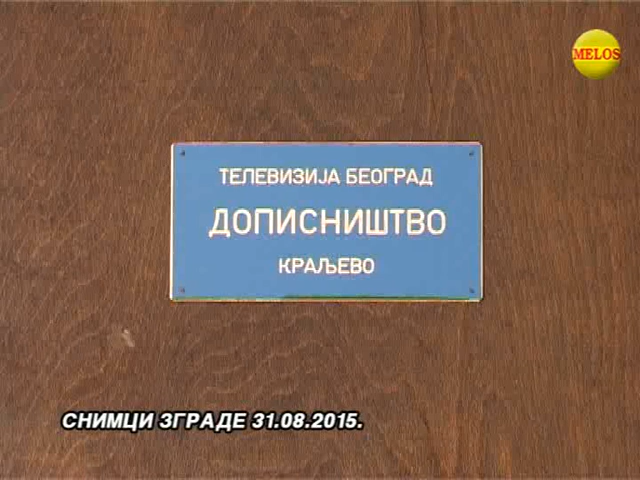 MELOS
ТЕЛЕВИЗИЈА БЕОГРАД
ДОПИСНИШТВО
КРАЉЕВО
СНИМЦИ ЗГРАДЕ 31.08.2015.